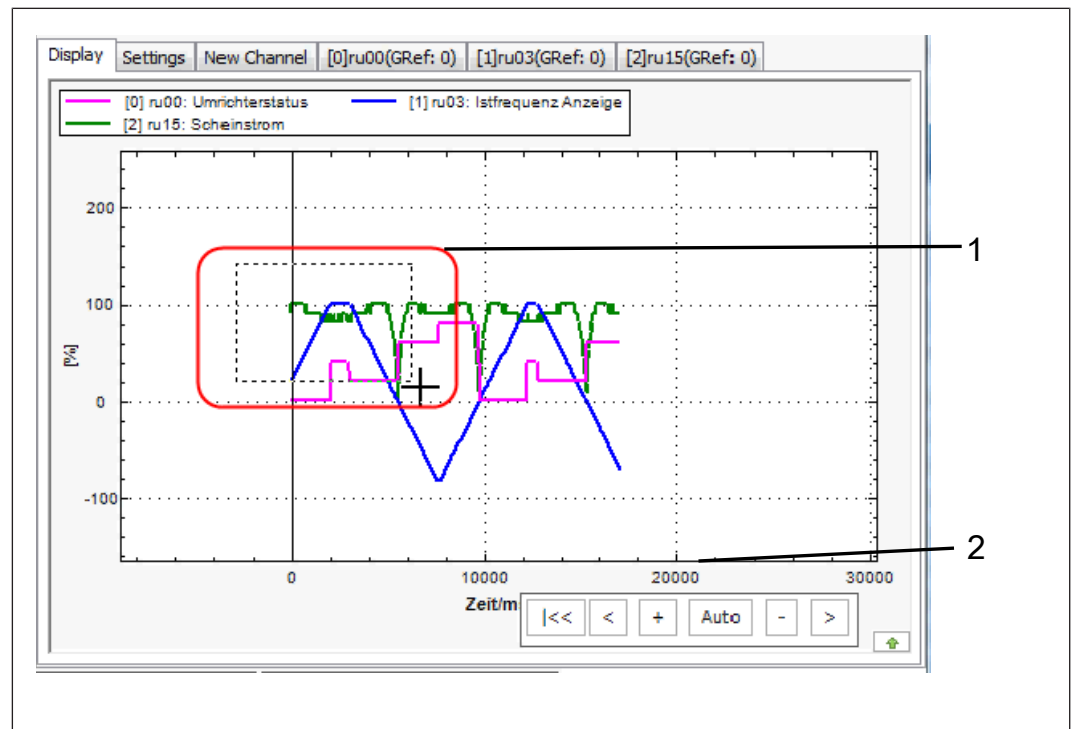 Display Settings New Channel [0]ru00(GRef: 0) [1]ru03(GRef: 0) [2]ru15(GRef: 0)
[0] ru00: Umrichterstatus [1] ru03: Istfrequenz Anzeige
[2] ru15: Scheinstrom
200
1
100
[%]
0
-100
2
0 10000 20000 30000
Zeit/m
|<< < + Auto - >